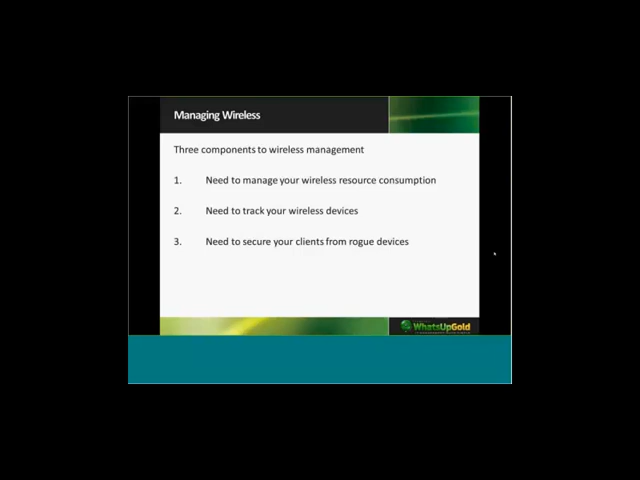 Managing Wireless
Three components to wireless management
1. Need to manage your wireless resource consumption
2. Need to track your wireless devices
3. Need to secure your clients from rogue devices
WhatsUpGold